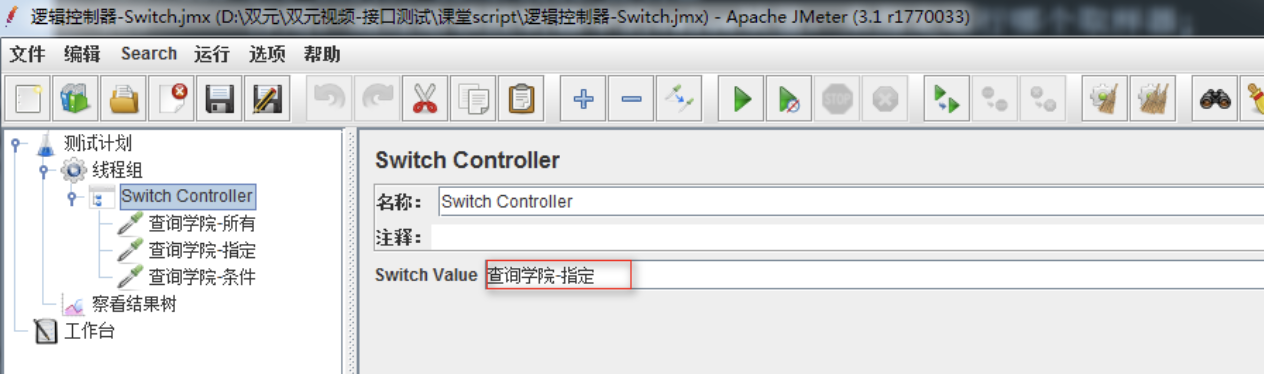 逻辑控制器-Switch.jmx (D:\双元\双元视频-接口测试\课堂script\逻辑控制器-Switch.jmx) - Apache JMeter (3.1 r1770033)
文件 编辑 Search 运行 选项 帮助
STOP
测试计划
线程组
Switch Controller
查询学院-所有
查询学院-指定
查询学院-条件
察看结果树
工作台
Switch Controller
名称： Switch Controller
注释：
Switch Value 查询学院-指定